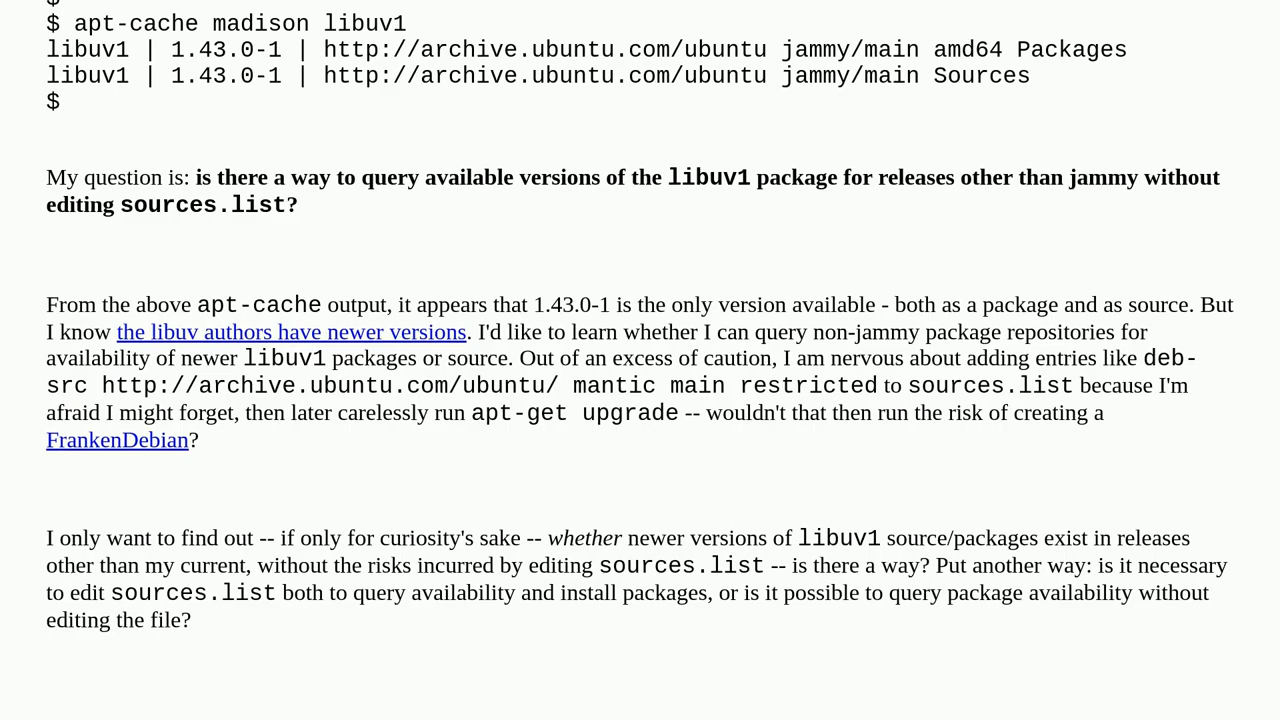 $
$ apt-cache madison libuv1
libuv1 | 1.43.0-1 | http://archive.ubuntu.com/ubuntu jammy/main amd64 Packages
libuv1 | 1.43.0-1 | http://archive.ubuntu.com/ubuntu jammy/main Sources
$
My question is: is there a way to query available versions of the libuv1 package for releases other than jammy without
editing sources.list?
From the above apt-cache output, it appears that 1.43.0-1 is the only version available - both as a package and as source. But
I know the libuv authors have newer versions. I'd like to learn whether I can query non-jammy package repositories for
availability of newer libuv1 packages or source. Out of an excess of caution, I am nervous about adding entries like deb-
src http://archive.ubuntu.com/ubuntu/ mantic main restricted to sources.list because I'm
afraid I might forget, then later carelessly run apt-get upgrade -- wouldn't that then run the risk of creating a
FrankenDebian?
I only want to find out -- if only for curiosity's sake -- whether newer versions of libuv1 source/packages exist in releases
other than my current, without the risks incurred by editing sources.list -- is there a way? Put another way: is it necessary
to edit sources.list both to query availability and install packages, or is it possible to query package availability without
editing the file?